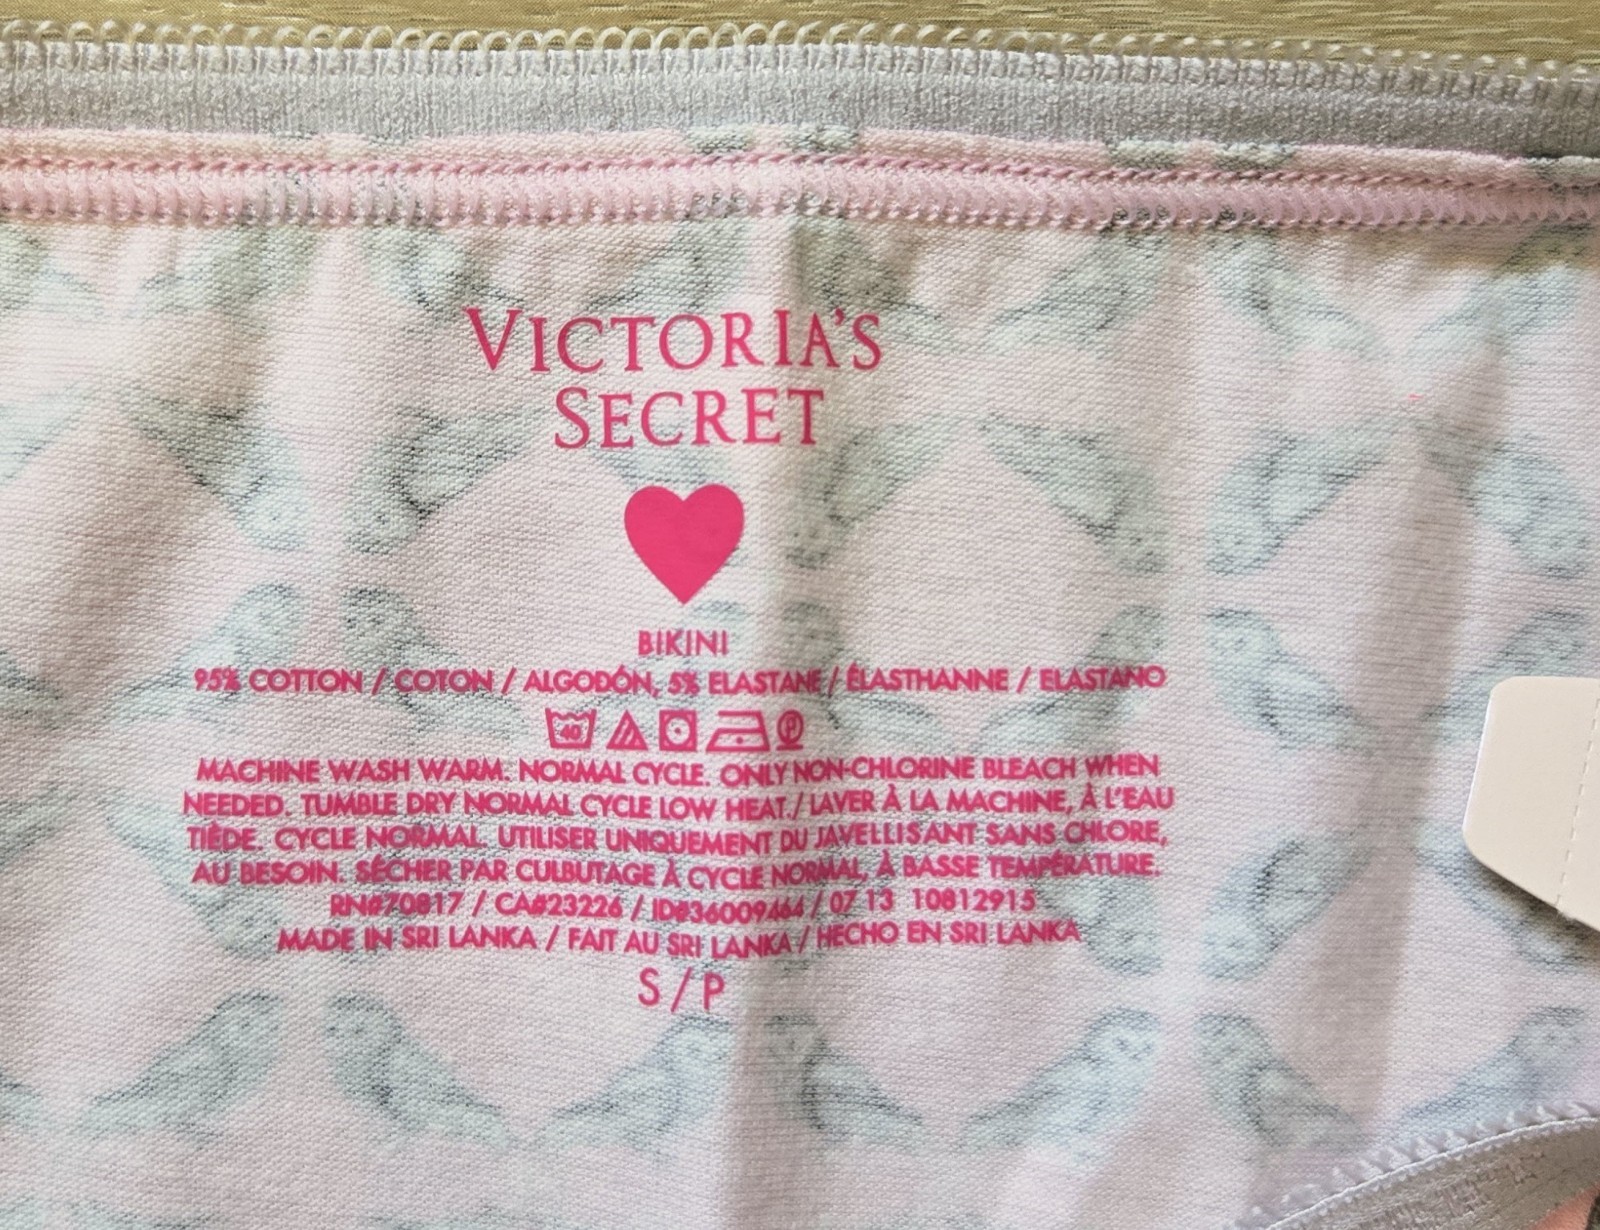 VICTORIA'S
SECRET
BIKINI
95% COTTON / COTON / ALGODÓN, 5% ELASTANE / ÉLASTHANNE / ELASTANO
40 P
MACHINE WASH WARM. NORMAL CYCLE. ONLY NON-CHLORINE BLEACH WHEN
NEEDED. TUMBLE DRY NORMAL CYCLE LOW HEAT. / LAVER À LA MACHINE, À L'EAU
TIÈDE. CYCLE NORMAL. UTILISER UNIQUEMENT DU JAVELLISANT SANS CHLORE,
AU BESOIN. SÉCHER PAR CULBUTAGE À CYCLE NORMAL, À BASSE TEMPÉRATURE.
RN#70817 / CA#23226 / ID#36009464 / 07 13 10812915
MADE IN SRI LANKA / FAIT AU SRI LANKA / HECHO EN SRI LANKA
S / P